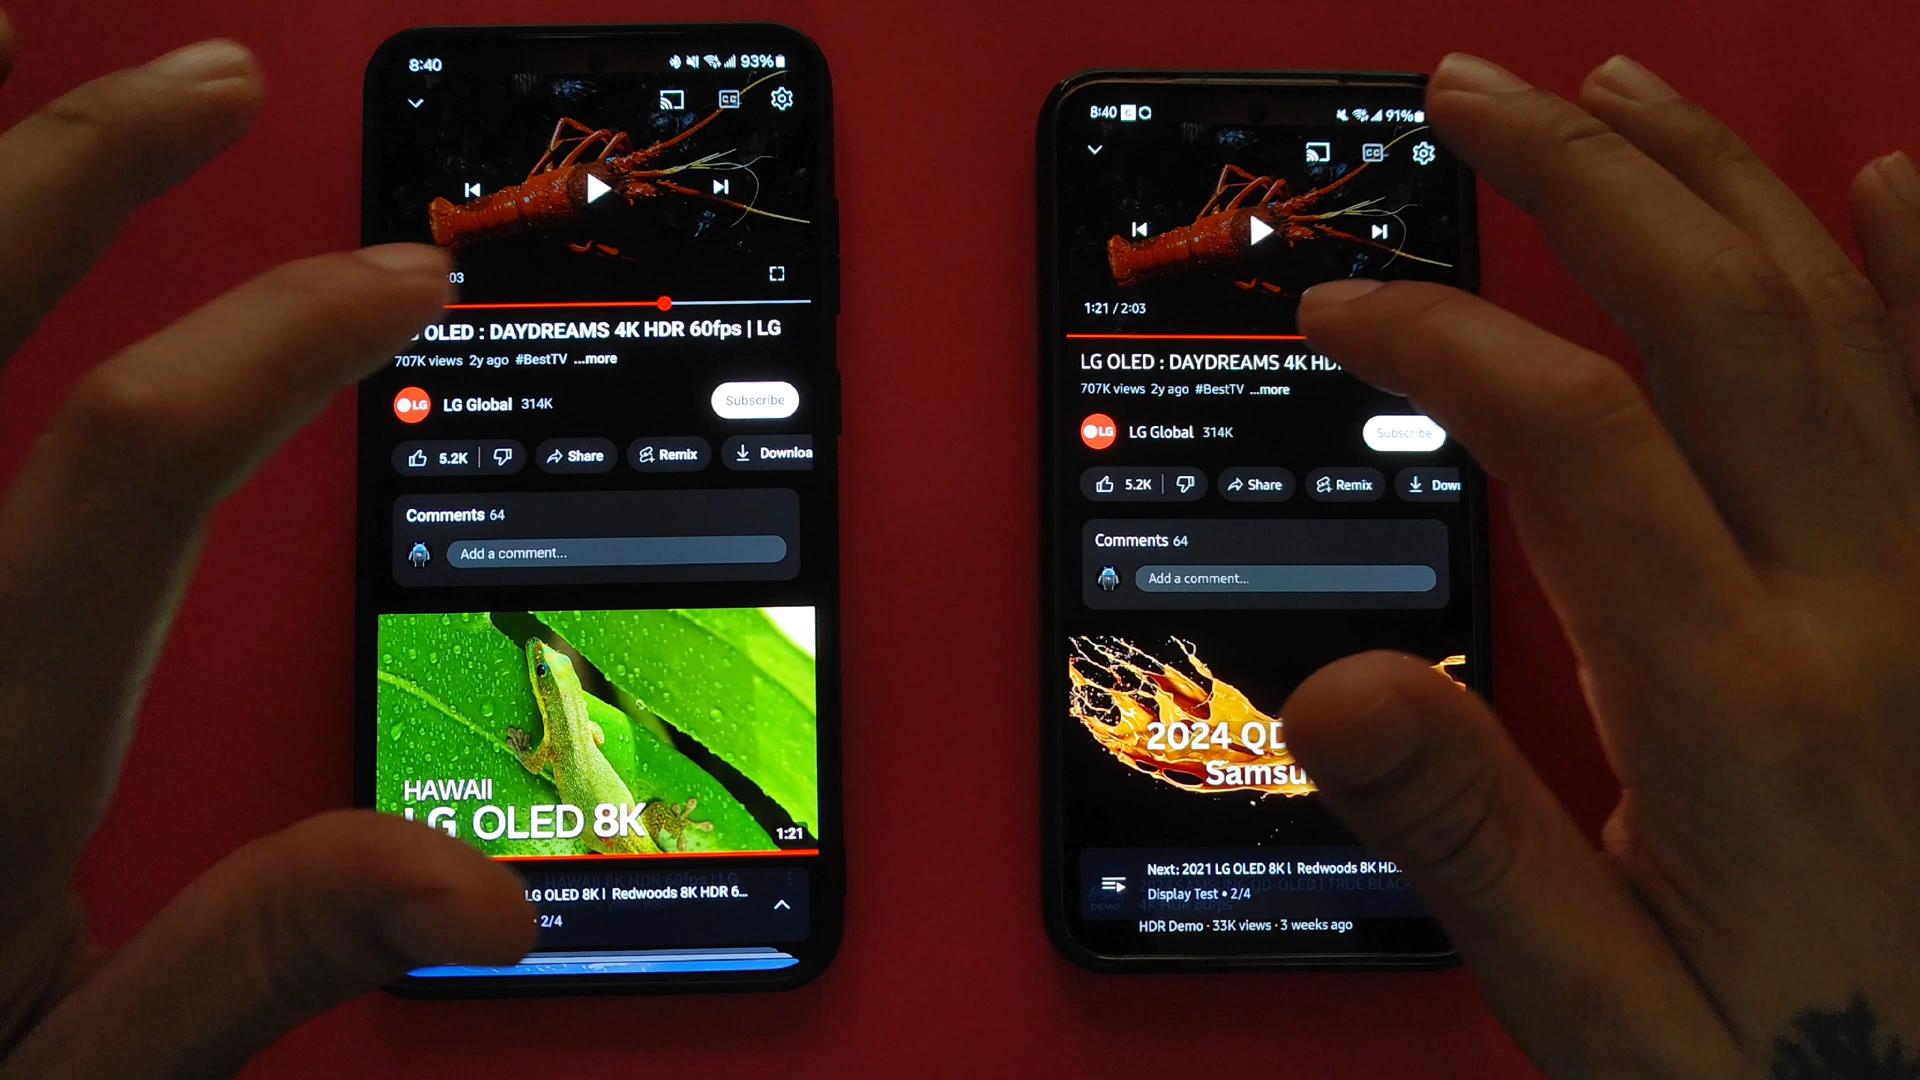 8:40
93%
CC
:03
OLED : DAYDREAMS 4K HDR 60fps | LG
707K views 2y ago #BestTV ...more
LG
LG Global 314K
Subscribe
5.2K
Share
Remix
Downloa
Comments 64
Add a comment...
HAWAII
LG OLED 8K
1:21
LG OLED 8K l Redwoods 8K HDR 6...
· 2/4
8:40
91%
CC
1:21 / 2:03
LG OLED : DAYDREAMS 4K HD
707K views 2y ago #BestTV ...more
LG
LG Global 314K
Subscribe
5.2K
Share
Remix
Down
Comments 64
Add a comment...
2024 QD
Samsu
Next: 2021 LG OLED 8K l Redwoods 8K HD..
Display Test • 2/4
HDR Demo · 33K views · 3 weeks ago